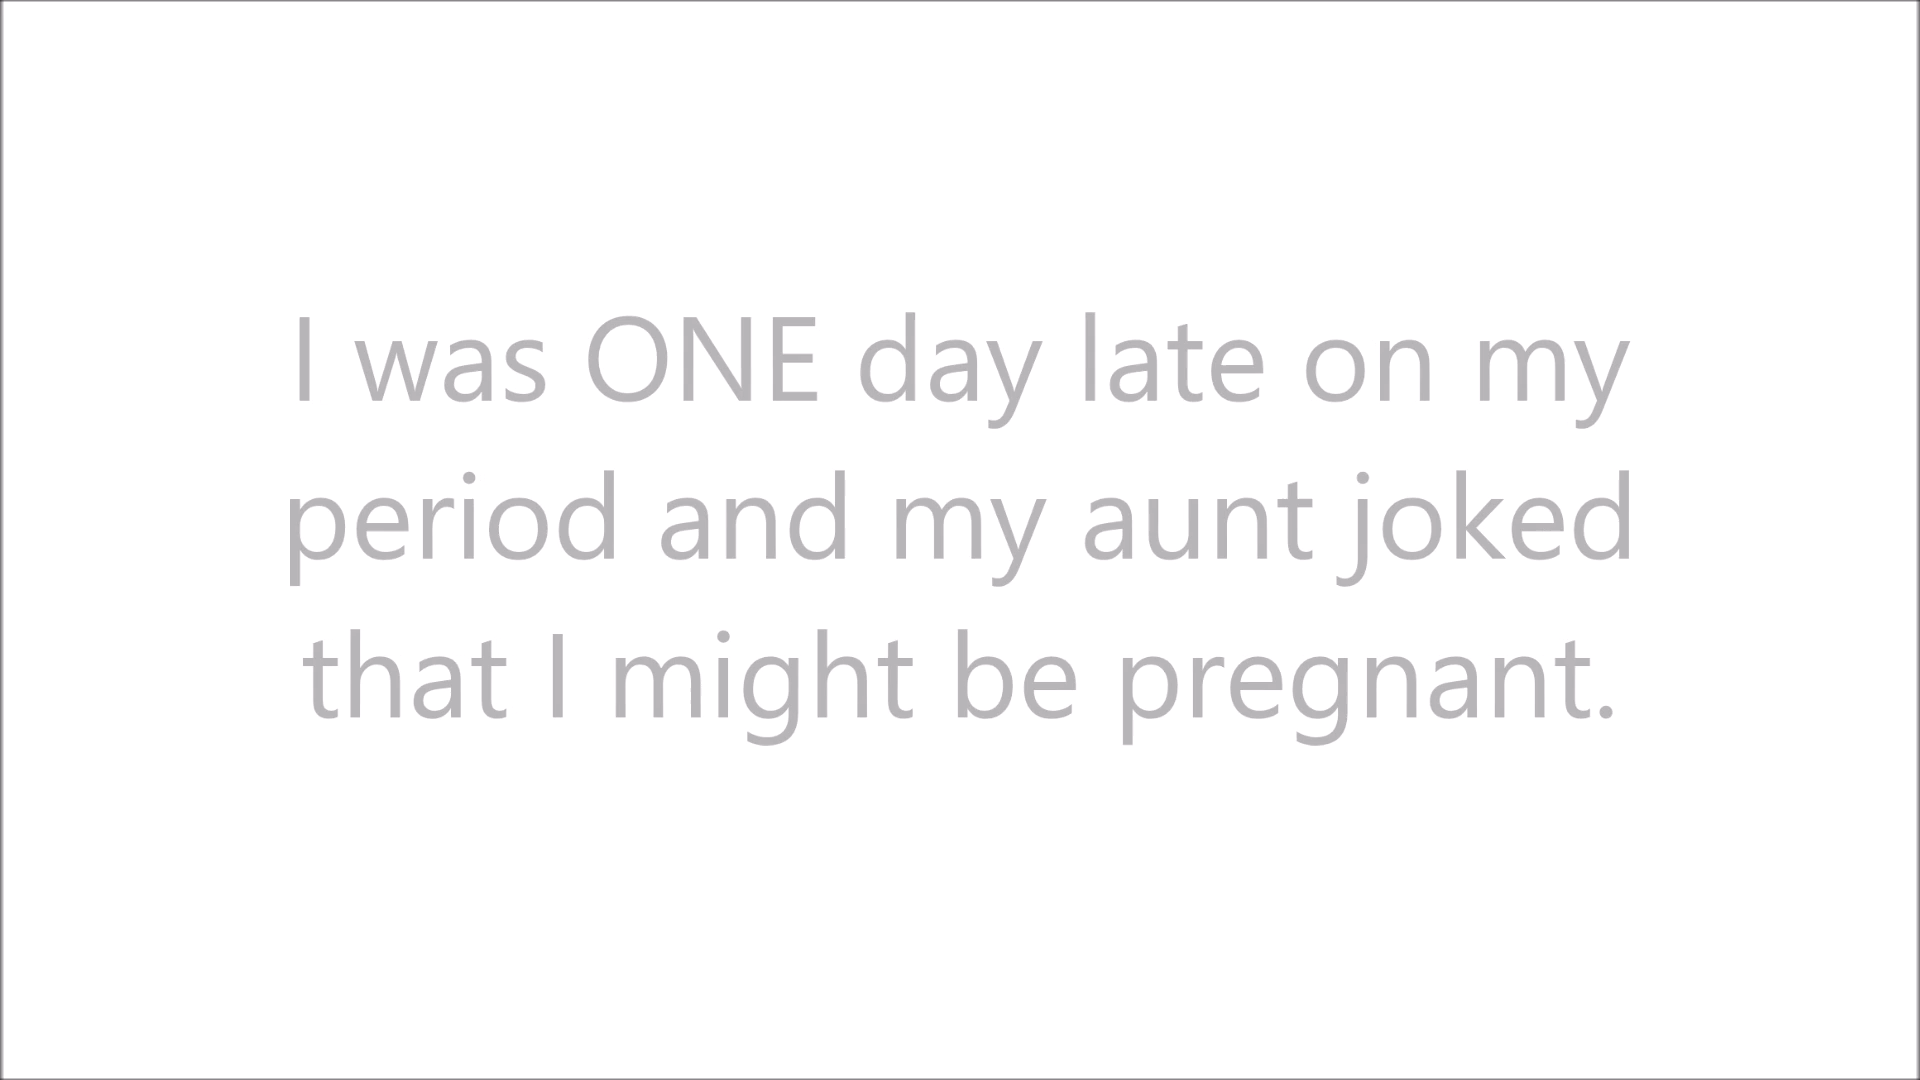 I was ONE day late on my
period and my aunt joked
that I might be pregnant.